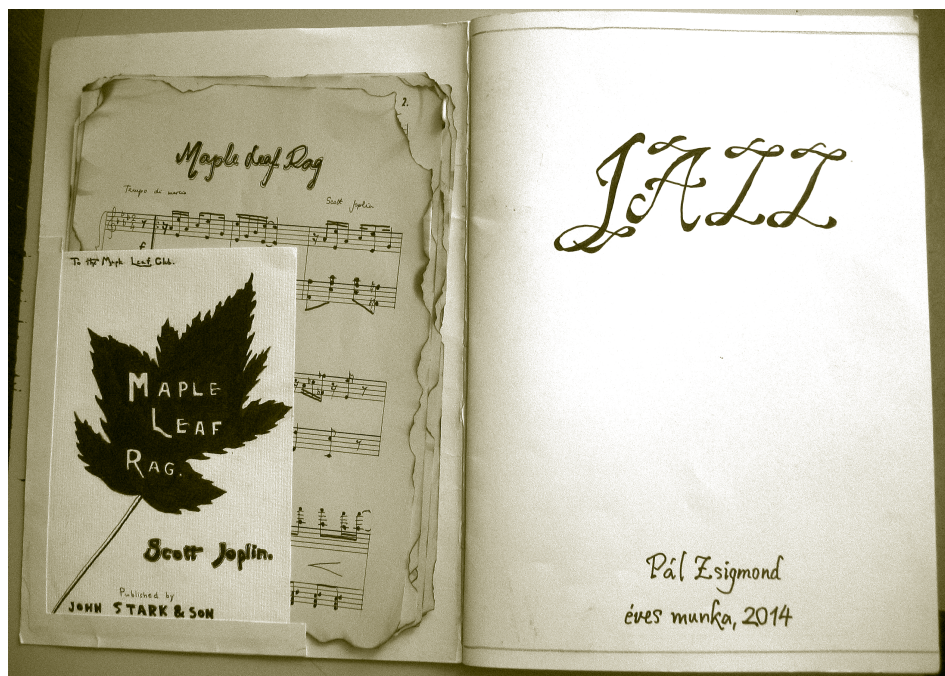 2.
Maple Leaf Rag
Tempo di marcia
Scott Joplin
f
To the Maple Leaf Club.
MAPLE
LEAF
RAG.
Scott Joplin.
Published by
JOHN STARK & SON
JAZZ
Pál Zsigmond
éves munka, 2014